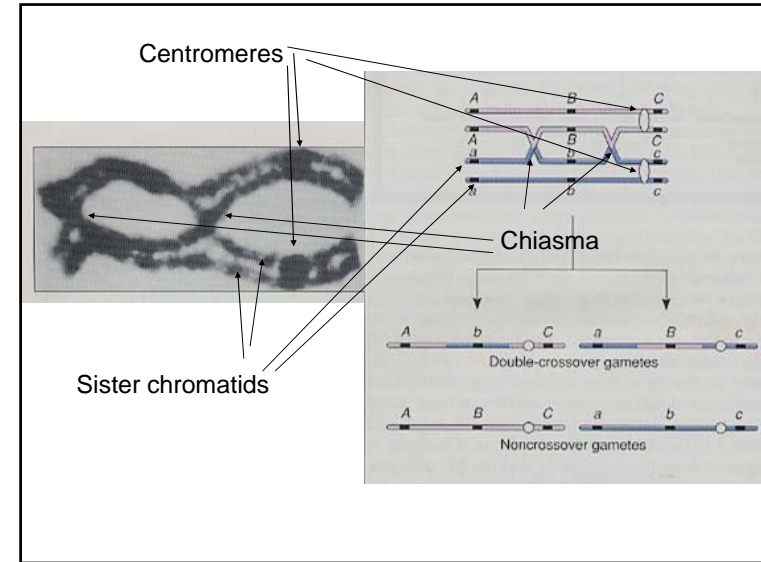 Centromeres
A B C
B C
a b c
a b c
Chiasma
A b C a B c
Double-crossover gametes
Sister chromatids
A B C a b c
Noncrossover gametes